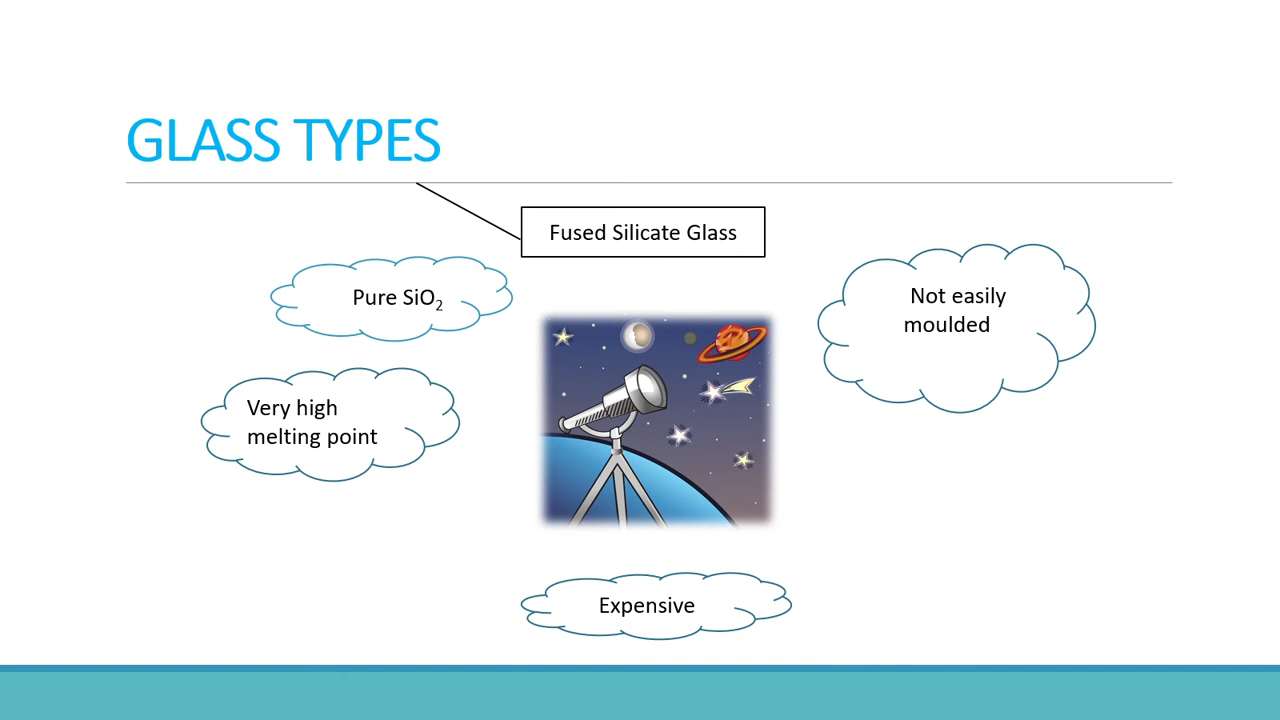 GLASS TYPES
Fused Silicate Glass
Pure SiO₂
Not easily
moulded
Very high
melting point
Expensive